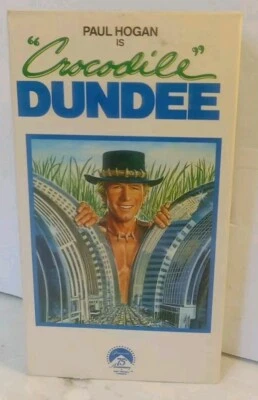 PAUL HOGAN
IS
"Crocodile"
DUNDEE